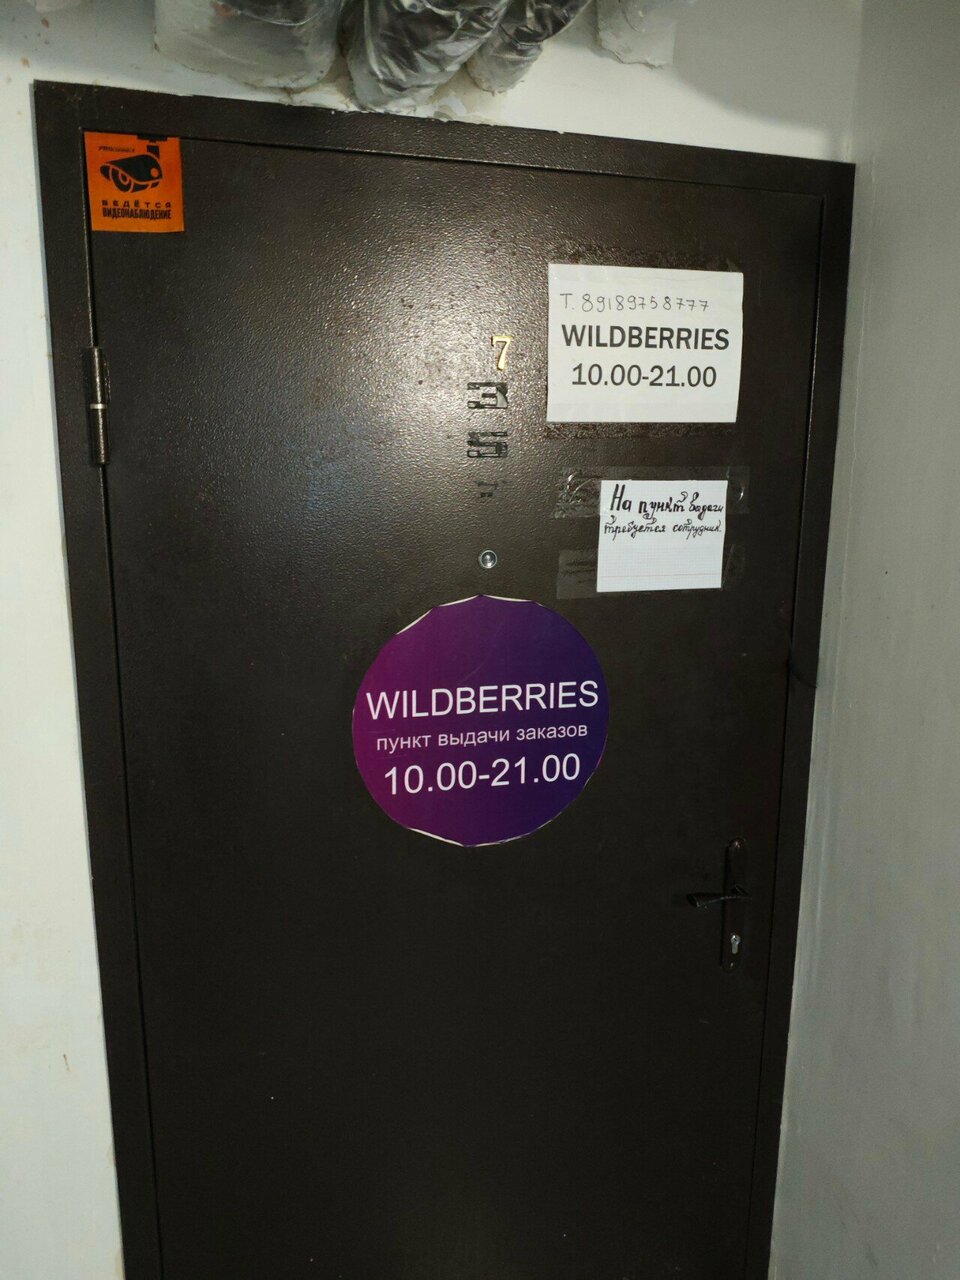 ВЕДЁТСЯ
ВИДЕОНАБЛЮДЕНИЕ
Т. 89189758777
WILDBERRIES
10.00-21.00
7
На пункт выдачи
требуется сотрудник.
WILDBERRIES
пункт выдачи заказов
10.00-21.00